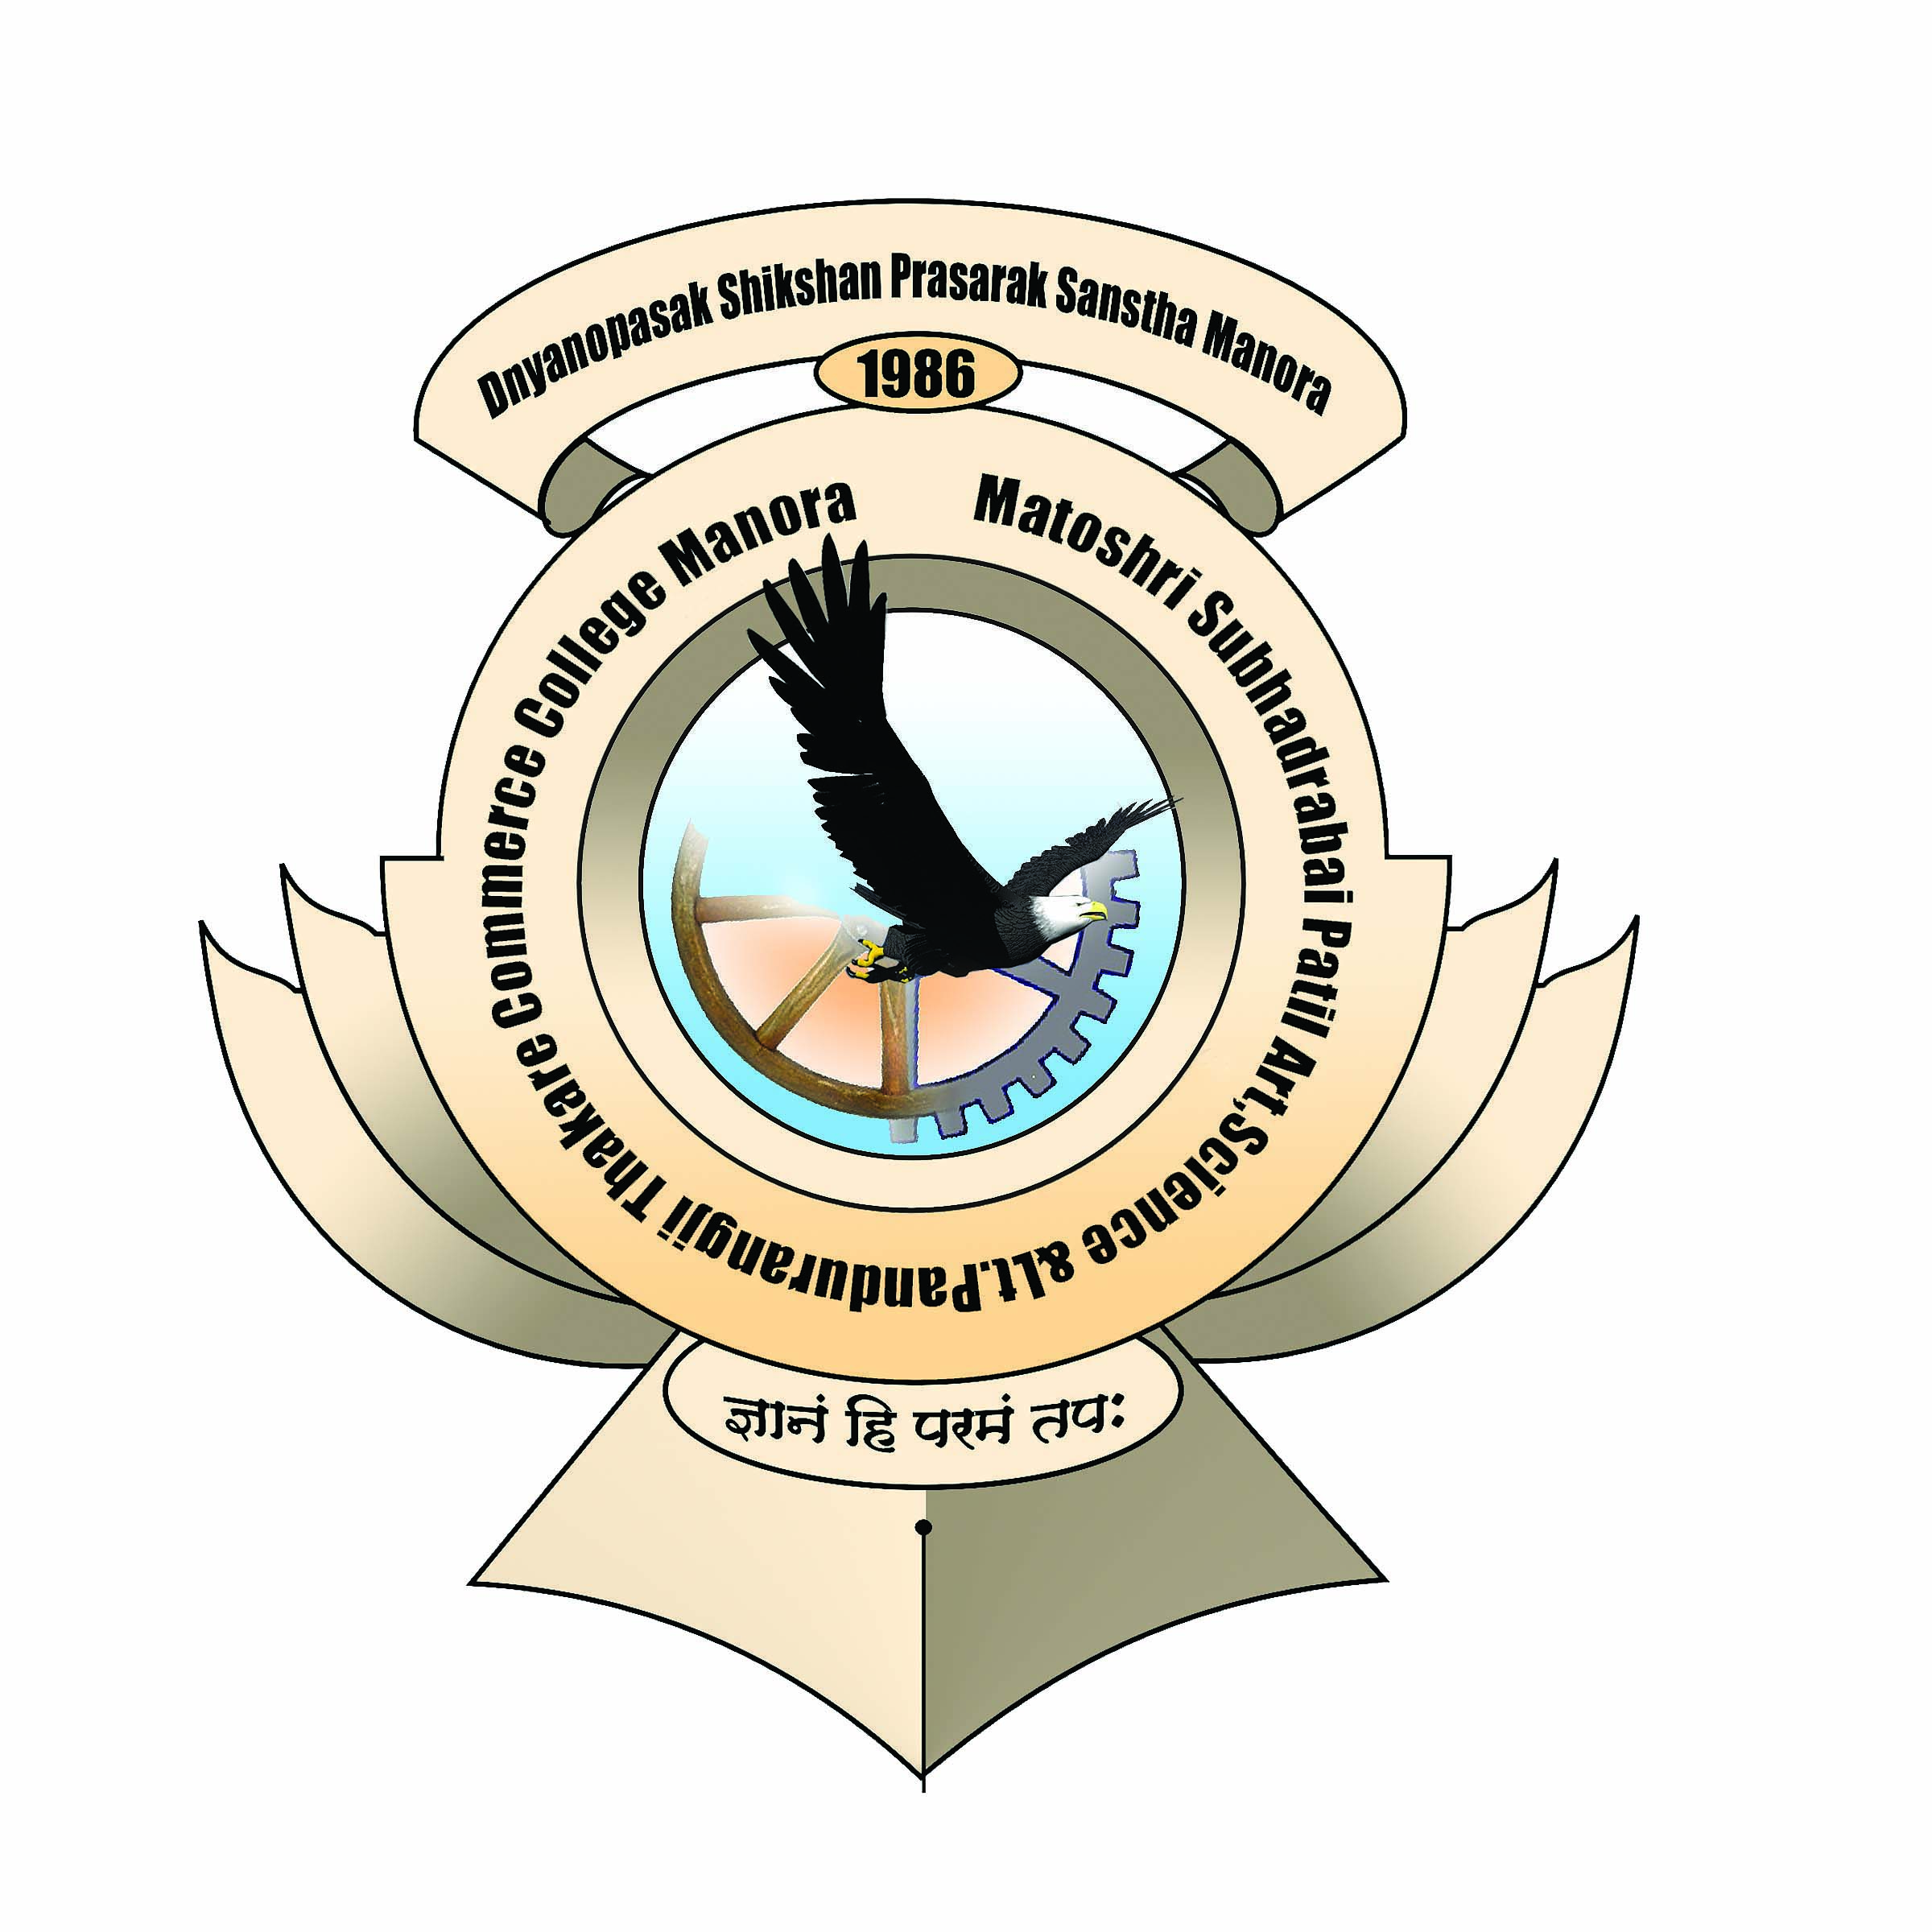 Dnyanopasak Shikshan Prasarak Sanstha Manora
1986
Matoshri Subhadrabai Patil Art,Science &Lt.Pandurangji Thakare Commerce College Manora
ज्ञानं हि परमं तपः